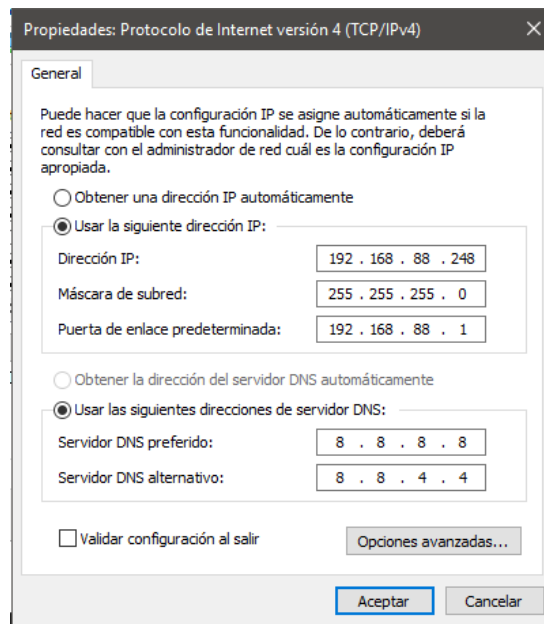 Propiedades: Protocolo de Internet versión 4 (TCP/IPv4)
General
Puede hacer que la configuración IP se asigne automáticamente si la
red es compatible con esta funcionalidad. De lo contrario, deberá
consultar con el administrador de red cuál es la configuración IP
apropiada.
Obtener una dirección IP automáticamente
Usar la siguiente dirección IP:
Dirección IP: 192 . 168 . 88 . 248
Máscara de subred: 255 . 255 . 255 . 0
Puerta de enlace predeterminada: 192 . 168 . 88 . 1
Obtener la dirección del servidor DNS automáticamente
Usar las siguientes direcciones de servidor DNS:
Servidor DNS preferido: 8 . 8 . 8 . 8
Servidor DNS alternativo: 8 . 8 . 4 . 4
Validar configuración al salir Opciones avanzadas...
Aceptar Cancelar